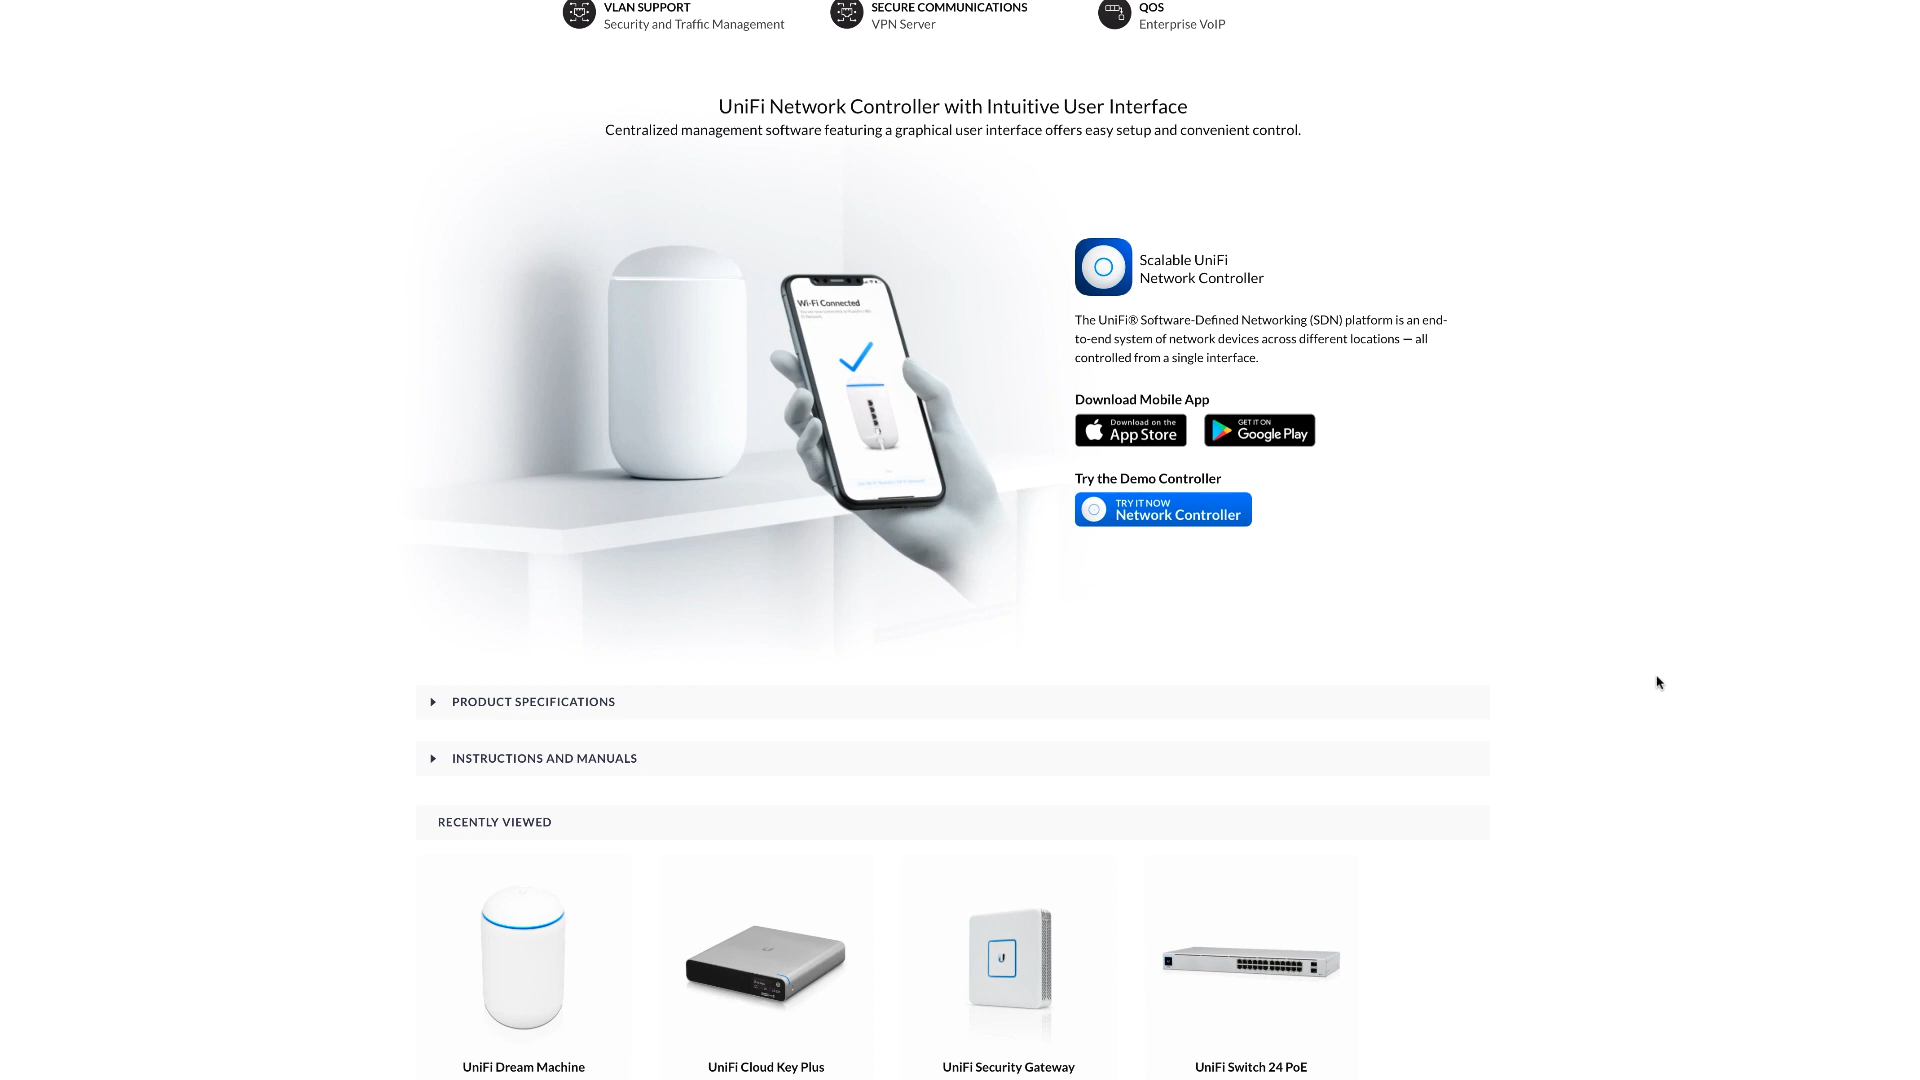 VLAN SUPPORT
Security and Traffic Management
SECURE COMMUNICATIONS
VPN Server
QOS
Enterprise VoIP
UniFi Network Controller with Intuitive User Interface
Centralized management software featuring a graphical user interface offers easy setup and convenient control.
Wi-Fi Connected
Scalable UniFi
Network Controller
The UniFi® Software-Defined Networking (SDN) platform is an end-
to-end system of network devices across different locations — all
controlled from a single interface.
Download Mobile App
Download on the
App Store
GET IT ON
Google Play
Try the Demo Controller
TRY IT NOW
Network Controller
PRODUCT SPECIFICATIONS
INSTRUCTIONS AND MANUALS
RECENTLY VIEWED
UniFi Dream Machine
UniFi Cloud Key Plus
UniFi Security Gateway
UniFi Switch 24 PoE